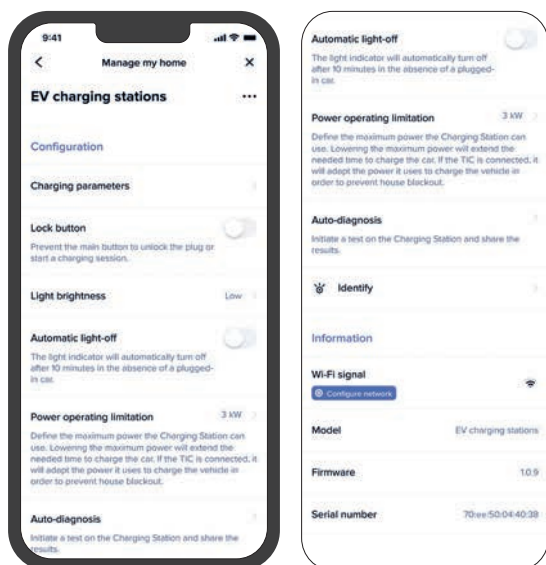 9:41
Manage my home
EV charging stations
Configuration
Charging parameters
Lock button
Prevent the main button to unlock the plug or
start a charging session.
Light brightness Low
Automatic light-off
The light indicator will automatically turn off
after 10 minutes in the absence of a plugged-
in car.
Power operating limitation 3 kW
Define the maximum power the Charging Station can
use. Lowering the maximum power will extend the
needed time to charge the car. If the TIC is connected, it
will adapt the power it uses to charge the vehicle in
order to prevent house blackout.
Auto-diagnosis
Initiate a test on the Charging Station and share the
results.
Automatic light-off
The light indicator will automatically turn off
after 10 minutes in the absence of a plugged-
in car.
Power operating limitation 3 kW
Define the maximum power the Charging Station can
use. Lowering the maximum power will extend the
needed time to charge the car. If the TIC is connected, it
will adapt the power it uses to charge the vehicle in
order to prevent house blackout.
Auto-diagnosis
Initiate a test on the Charging Station and share the
results.
Identify
Information
Wi-Fi signal
Configure network
Model EV charging stations
Firmware 1.0.9
Serial number 70:ee:50:04:40:38